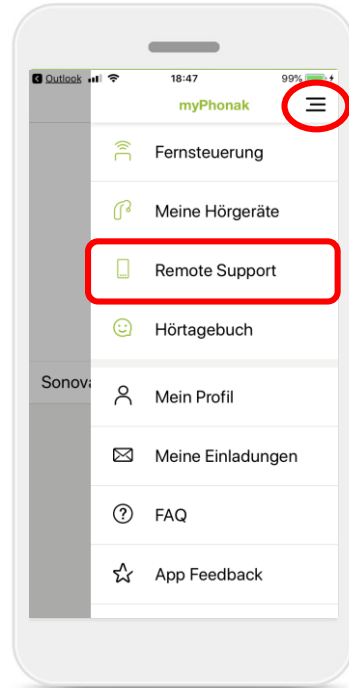 Outlook 18:47 99%
myPhonak
Fernsteuerung
Meine Hörgeräte
Remote Support
Hörtagebuch
Sonova
Mein Profil
Meine Einladungen
FAQ
App Feedback